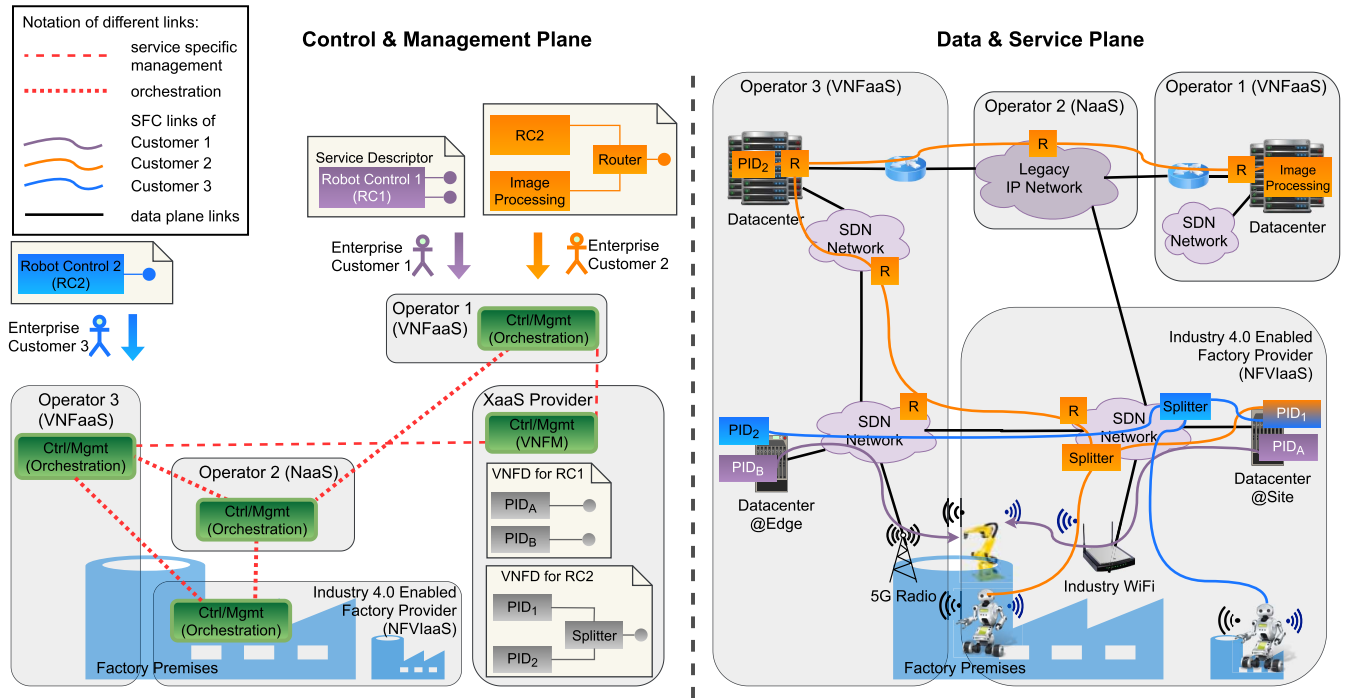 Notation of different links:
service specific
management
orchestration
SFC links of
Customer 1
Customer 2
Customer 3
data plane links
Control & Management Plane
Service Descriptor
Robot Control 1
(RC1)
RC2
Router
Image
Processing
Robot Control 2
(RC2)
Enterprise
Customer 1
Enterprise
Customer 2
Enterprise
Customer 3
Operator 1
(VNFaaS)
Ctrl/Mgmt
(Orchestration)
Operator 3
(VNFaaS)
Ctrl/Mgmt
(Orchestration)
Operator 2 (NaaS)
Ctrl/Mgmt
(Orchestration)
XaaS Provider
Ctrl/Mgmt
(VNFM)
VNFD for RC1
PIDA
PIDB
VNFD for RC2
PID1
Splitter
PID2
Industry 4.0 Enabled
Factory Provider
(NFVIaaS)
Ctrl/Mgmt
(Orchestration)
Factory Premises
Data & Service Plane
Operator 3 (VNFaaS)
Operator 2 (NaaS)
Operator 1 (VNFaaS)
PID2
R
Datacenter
R
Legacy
IP Network
R
Image
Processing
Datacenter
SDN
Network
SDN
Network
R
Industry 4.0 Enabled
Factory Provider
(NFVIaaS)
R
SDN
Network
PID2
PIDB
Datacenter
@Edge
R
SDN
Network
Splitter
Splitter
PID1
PIDA
Datacenter
@Site
5G Radio
Industry WiFi
Factory Premises